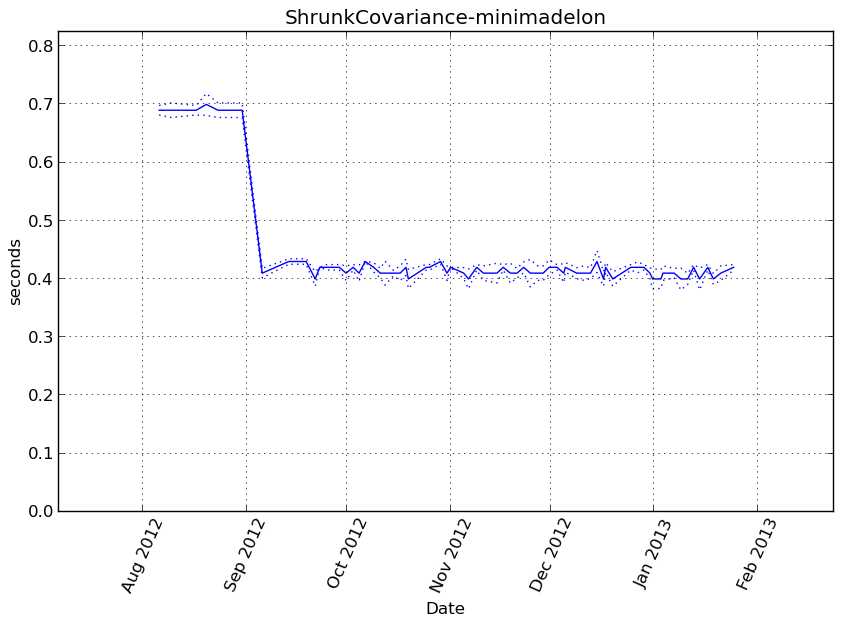 ShrunkCovariance-minimadelon
0.8
0.7
0.6
0.5
0.4
0.3
0.2
0.1
0.0
seconds
Aug 2012
Sep 2012
Oct 2012
Nov 2012
Dec 2012
Jan 2013
Feb 2013
Date